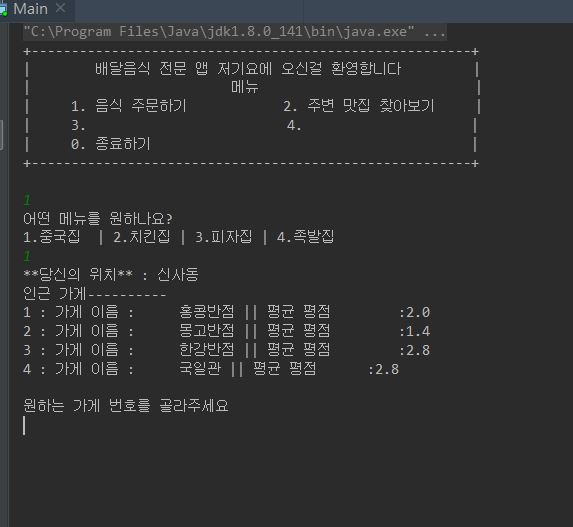 Main
"C:\Program Files\Java\jdk1.8.0_141\bin\java.exe" ...
+-----------------------------------------------------+
| 배달음식 전문 앱 저기요에 오신걸 환영합니다 |
| 메뉴 |
| 1. 음식 주문하기 2. 주변 맛집 찾아보기 |
| 3. 4. |
| 0. 종료하기 |
+-----------------------------------------------------+
1
어떤 메뉴를 원하나요?
1.중국집 | 2.치킨집 | 3.피자집 | 4.족발집
1
**당신의 위치** : 신사동
인근 가게----------
1 : 가게 이름 : 홍콩반점 || 평균 평점 :2.0
2 : 가게 이름 : 몽고반점 || 평균 평점 :1.4
3 : 가게 이름 : 한강반점 || 평균 평점 :2.8
4 : 가게 이름 : 국일관 || 평균 평점 :2.8
원하는 가게 번호를 골라주세요